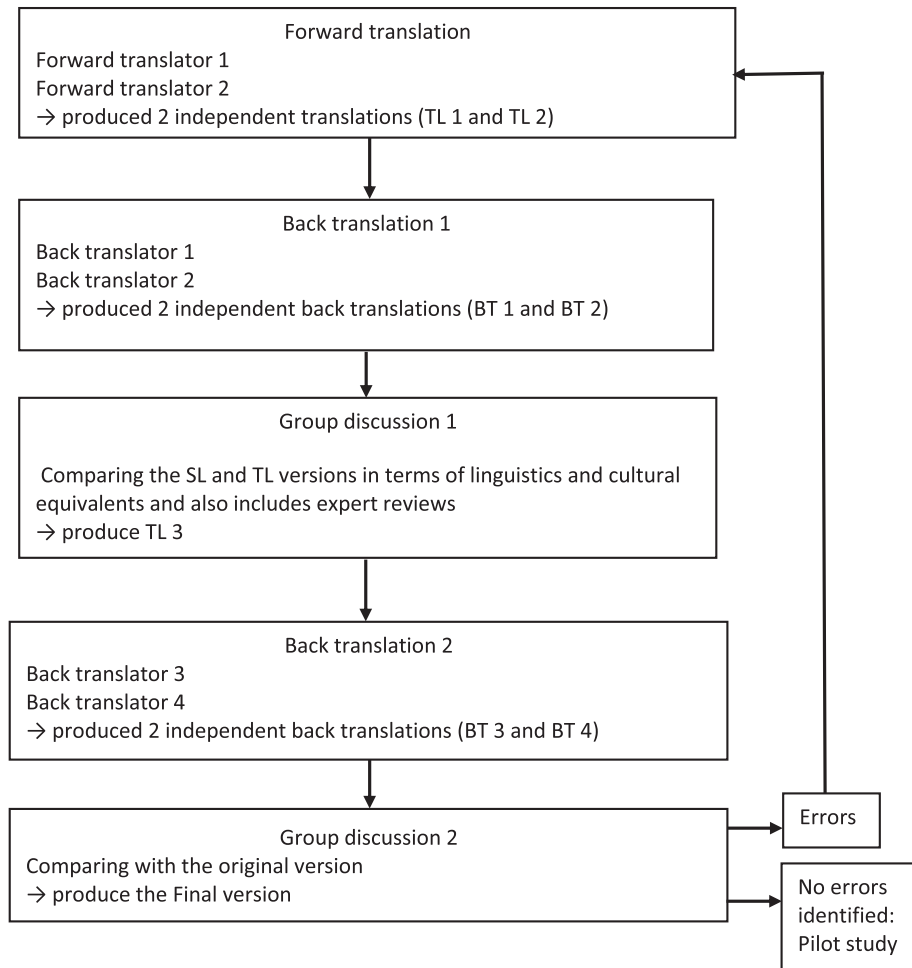 Forward translation
Forward translator 1
Forward translator 2
→ produced 2 independent translations (TL 1 and TL 2)
Back translation 1
Back translator 1
Back translator 2
→ produced 2 independent back translations (BT 1 and BT 2)
Group discussion 1
Comparing the SL and TL versions in terms of linguistics and cultural
equivalents and also includes expert reviews
→ produce TL 3
Back translation 2
Back translator 3
Back translator 4
→ produced 2 independent back translations (BT 3 and BT 4)
Group discussion 2
Comparing with the original version
→ produce the Final version
Errors
No errors
identified:
Pilot study